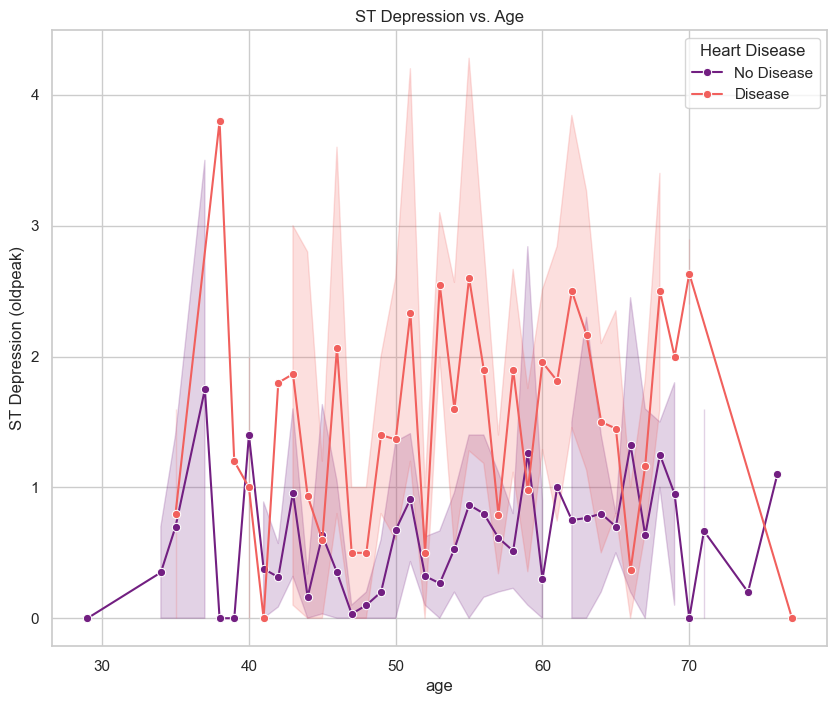 ST Depression vs. Age
Heart Disease
No Disease
Disease
ST Depression (oldpeak)
4
3
2
1
0
30 40 50 60 70
age